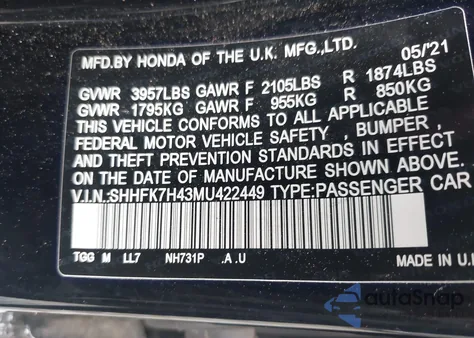 MFD.BY HONDA OF THE U.K. MFG.,LTD. 05/'21
GVWR 3957LBS GAWR F 2105LBS R 1874LBS
GVWR 1795KG GAWR F 955KG R 850KG
THIS VEHICLE CONFORMS TO ALL APPLICABLE
FEDERAL MOTOR VEHICLE SAFETY , BUMPER ,
AND THEFT PREVENTION STANDARDS IN EFFECT
ON THE DATE OF MANUFACTURE SHOWN ABOVE.
V.I.N.:SHHFK7H43MU422449 TYPE:PASSENGER CAR
TGG M LL7 NH731P .A.U MADE IN U.
autoSnap